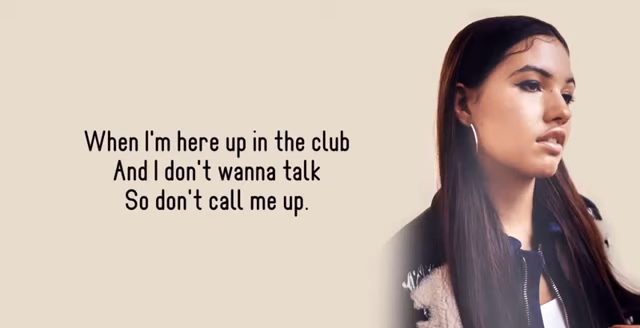 When I'm here up in the club
And I don't wanna talk
So don't call me up.